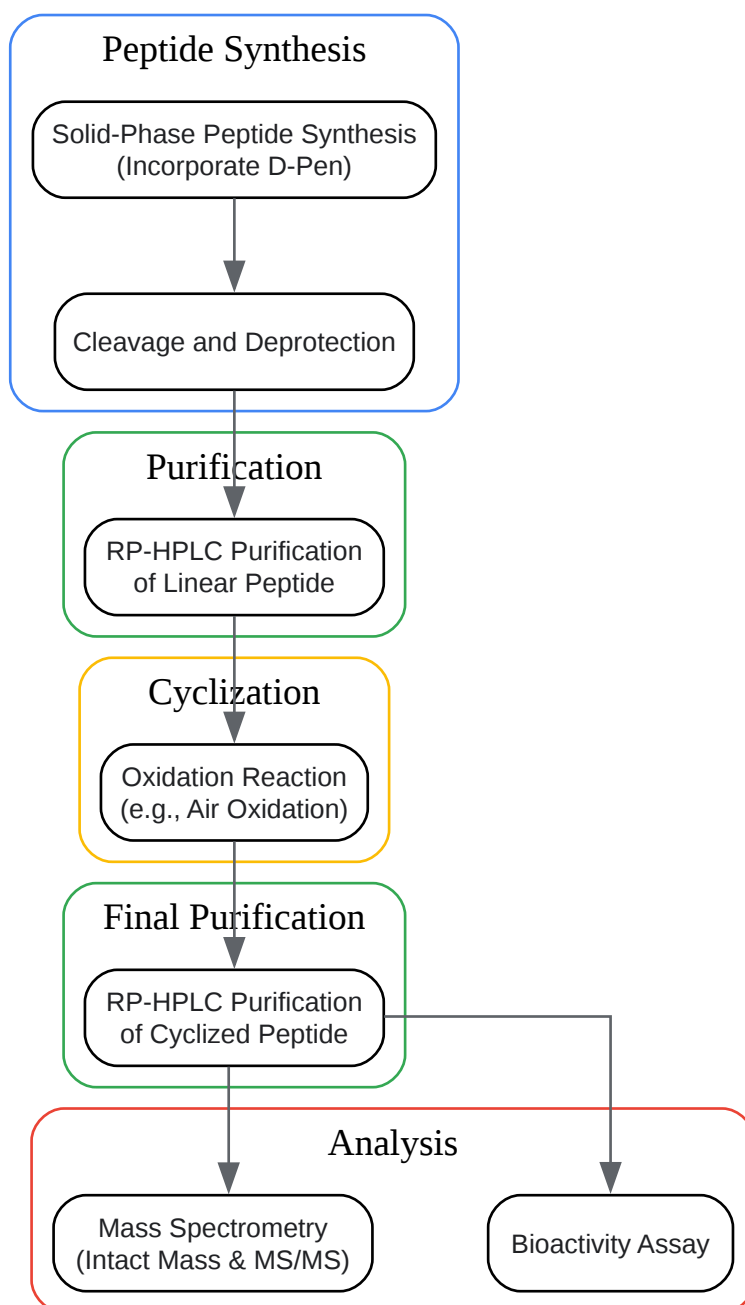 Peptide Synthesis
Solid-Phase Peptide Synthesis
(Incorporate D-Pen)
Cleavage and Deprotection
Purification
RP-HPLC Purification
of Linear Peptide
Cyclization
Oxidation Reaction
(e.g., Air Oxidation)
Final Purification
RP-HPLC Purification
of Cyclized Peptide
Analysis
Mass Spectrometry
(Intact Mass & MS/MS)
Bioactivity Assay